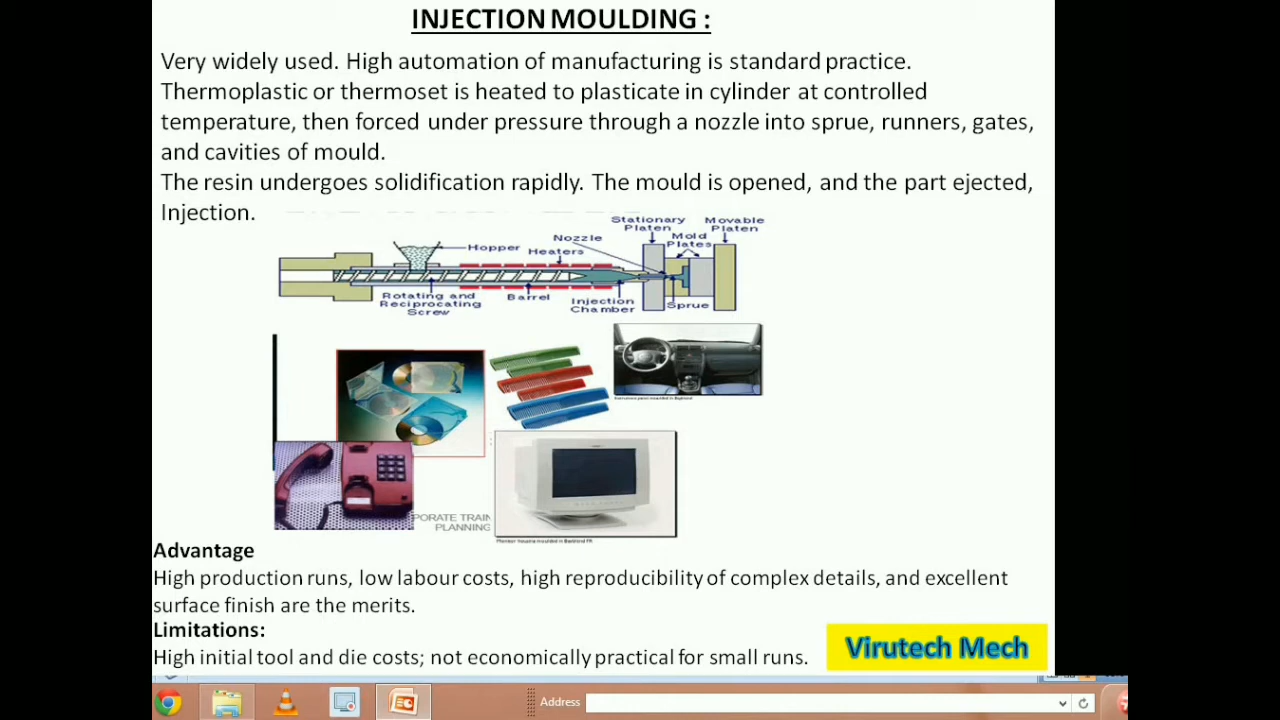 INJECTION MOULDING :
Very widely used. High automation of manufacturing is standard practice.
Thermoplastic or thermoset is heated to plasticate in cylinder at controlled
temperature, then forced under pressure through a nozzle into sprue, runners, gates,
and cavities of mould.
The resin undergoes solidification rapidly. The mould is opened, and the part ejected,
Injection.
Stationary
Platen
Movable
Platen
Mold
Plates
Nozzle
Hopper
Heaters
Rotating and
Reciprocating
Screw
Barrel
Injection
Chamber
Sprue
PORATE TRAIN
PLANNING
Advantage
High production runs, low labour costs, high reproducibility of complex details, and excellent
surface finish are the merits.
Limitations:
High initial tool and die costs; not economically practical for small runs.
Virutech Mech
Address